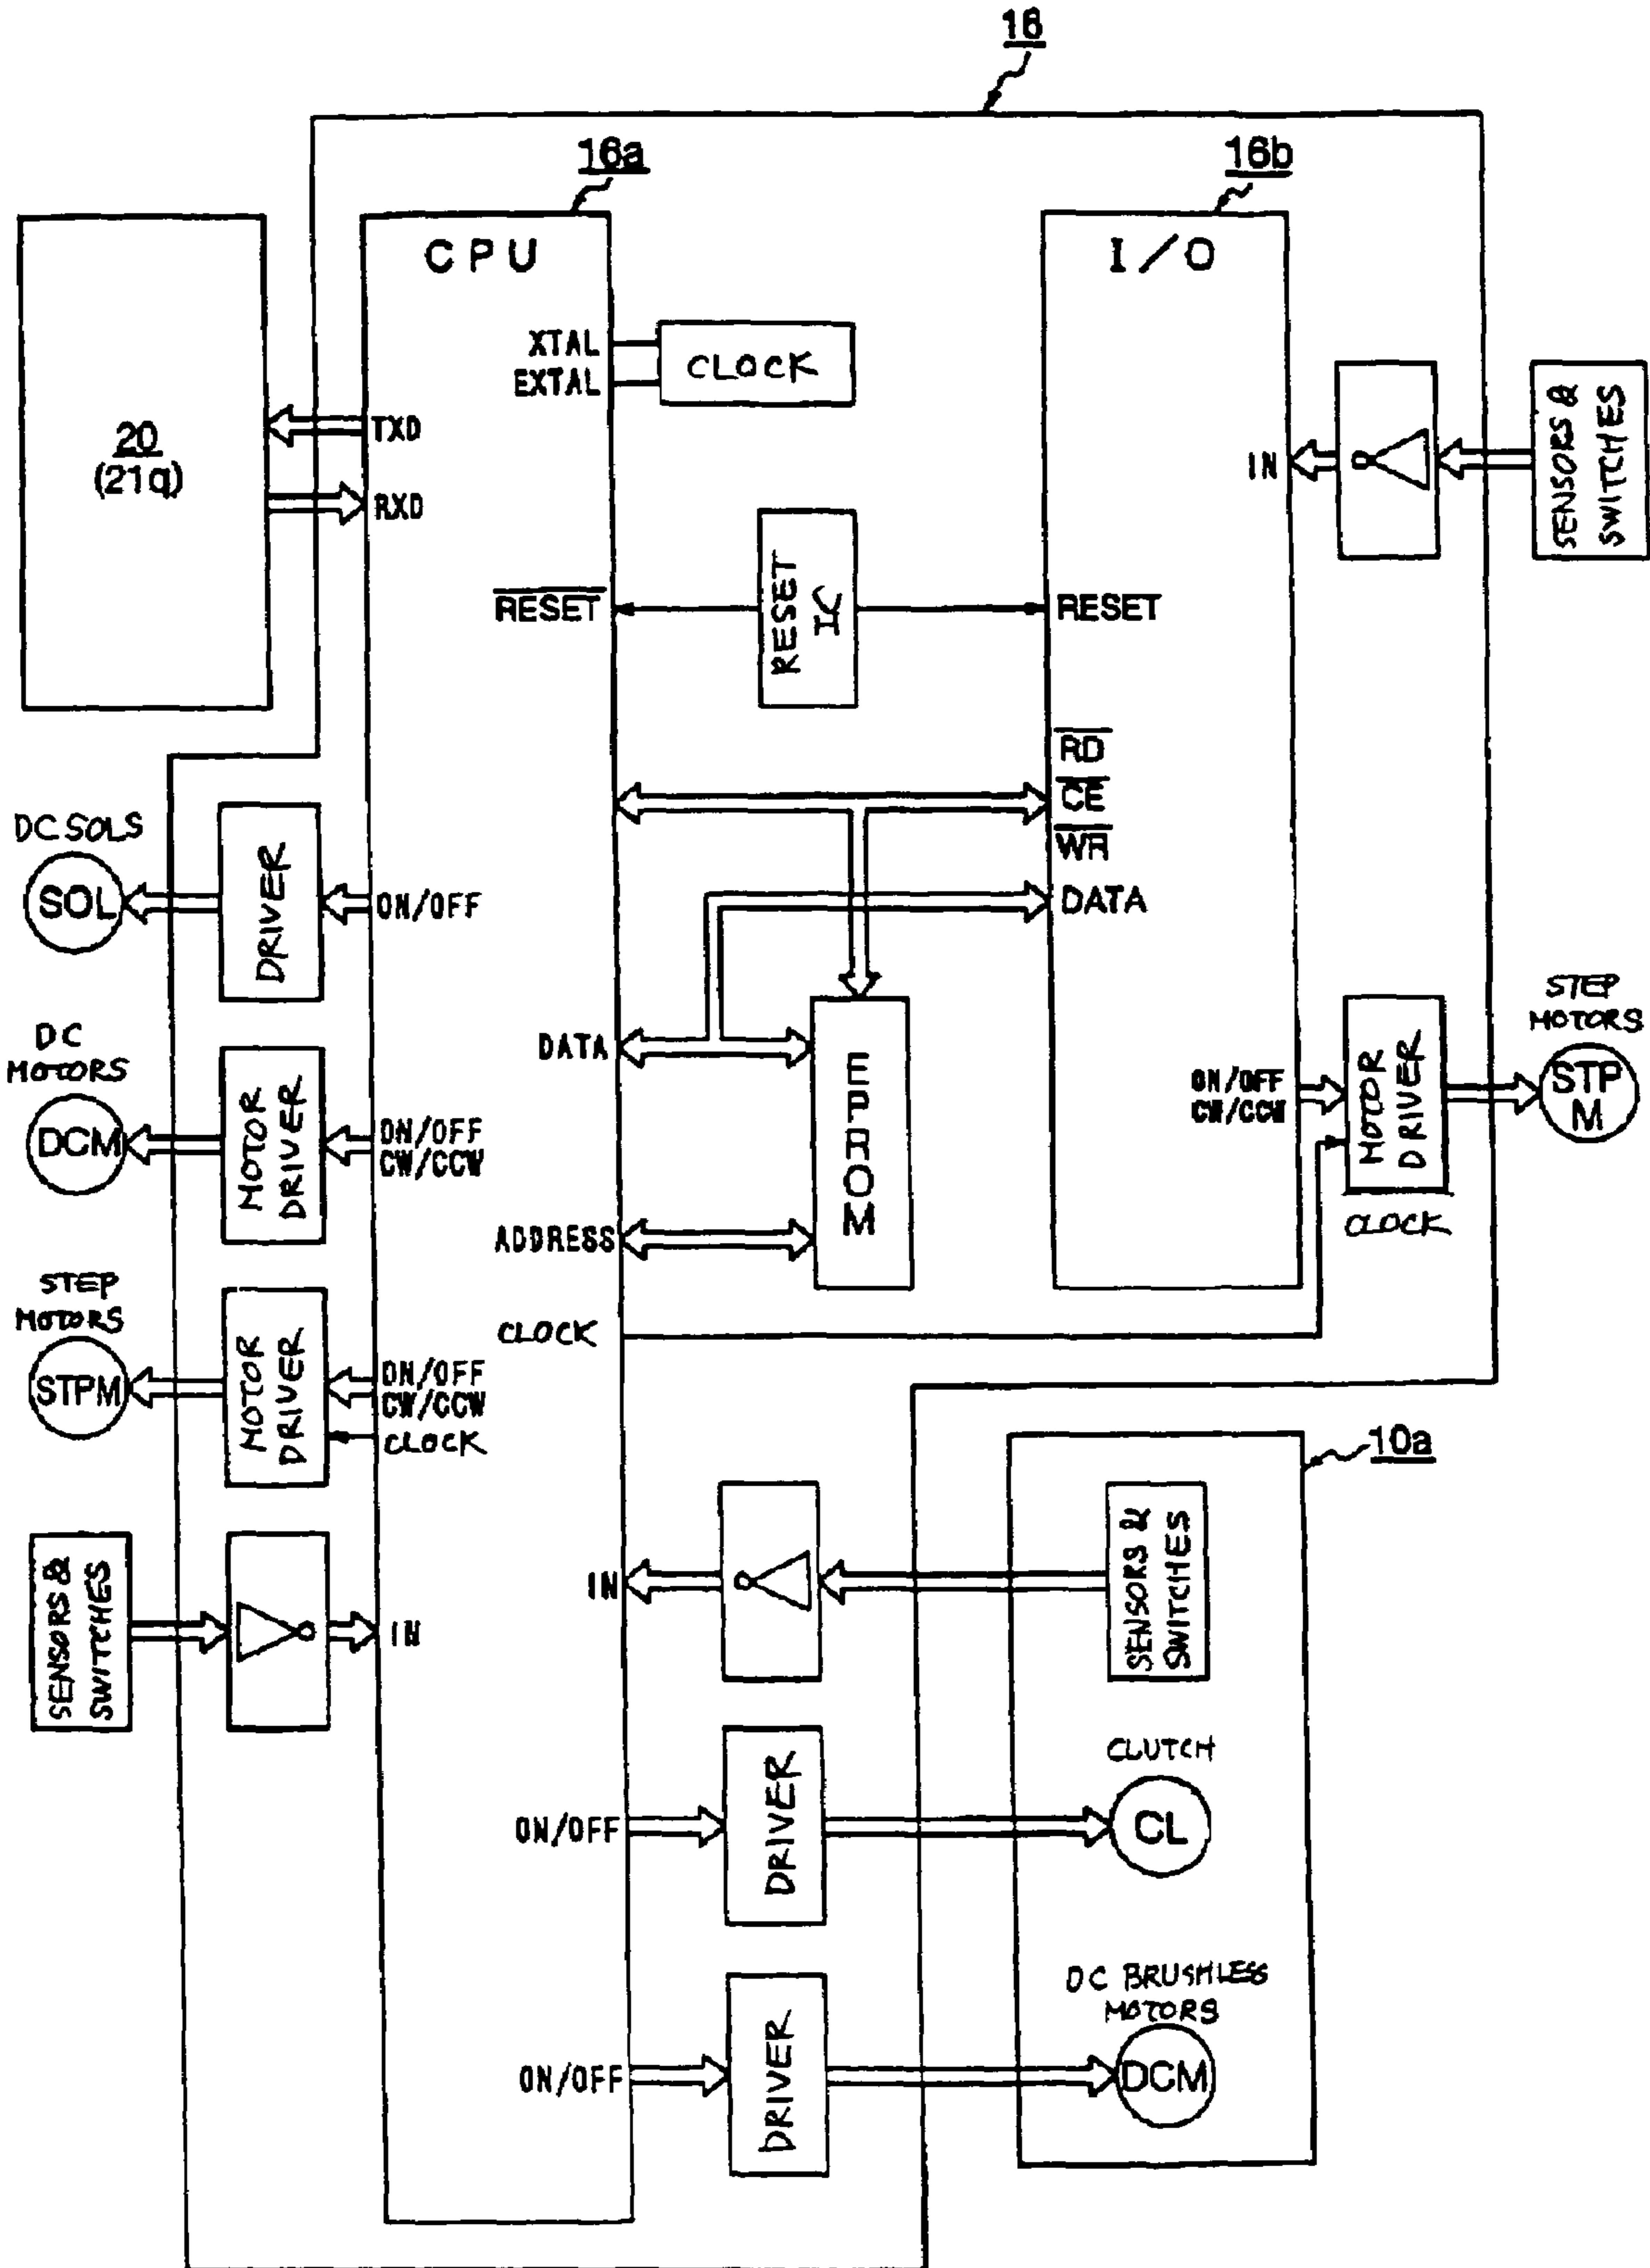 16
16a
16b
CPU
I/O
XTAL
EXTAL
CLOCK
20
(21q)
TXD
RXD
IN
SENSORS &
SWITCHES
RESET
RESET
IC
RESET
RD
CE
WR
DATA
DC SOLS
SOL
DRIVER
ON/OFF
DC
MOTORS
DCM
MOTOR
DRIVER
ON/OFF
CW/CCW
DATA
EPROM
ADDRESS
ON/OFF
CW/CCW
MOTOR
DRIVER
CLOCK
STEP
MOTORS
STP
M
STEP
MOTORS
STPM
MOTOR
DRIVER
ON/OFF
CW/CCW
CLOCK
CLOCK
10a
SENSORS &
SWITCHES
IN
IN
SENSORS &
SWITCHES
ON/OFF
DRIVER
CLUTCH
CL
ON/OFF
DRIVER
DC BRUSHLESS
MOTORS
DCM